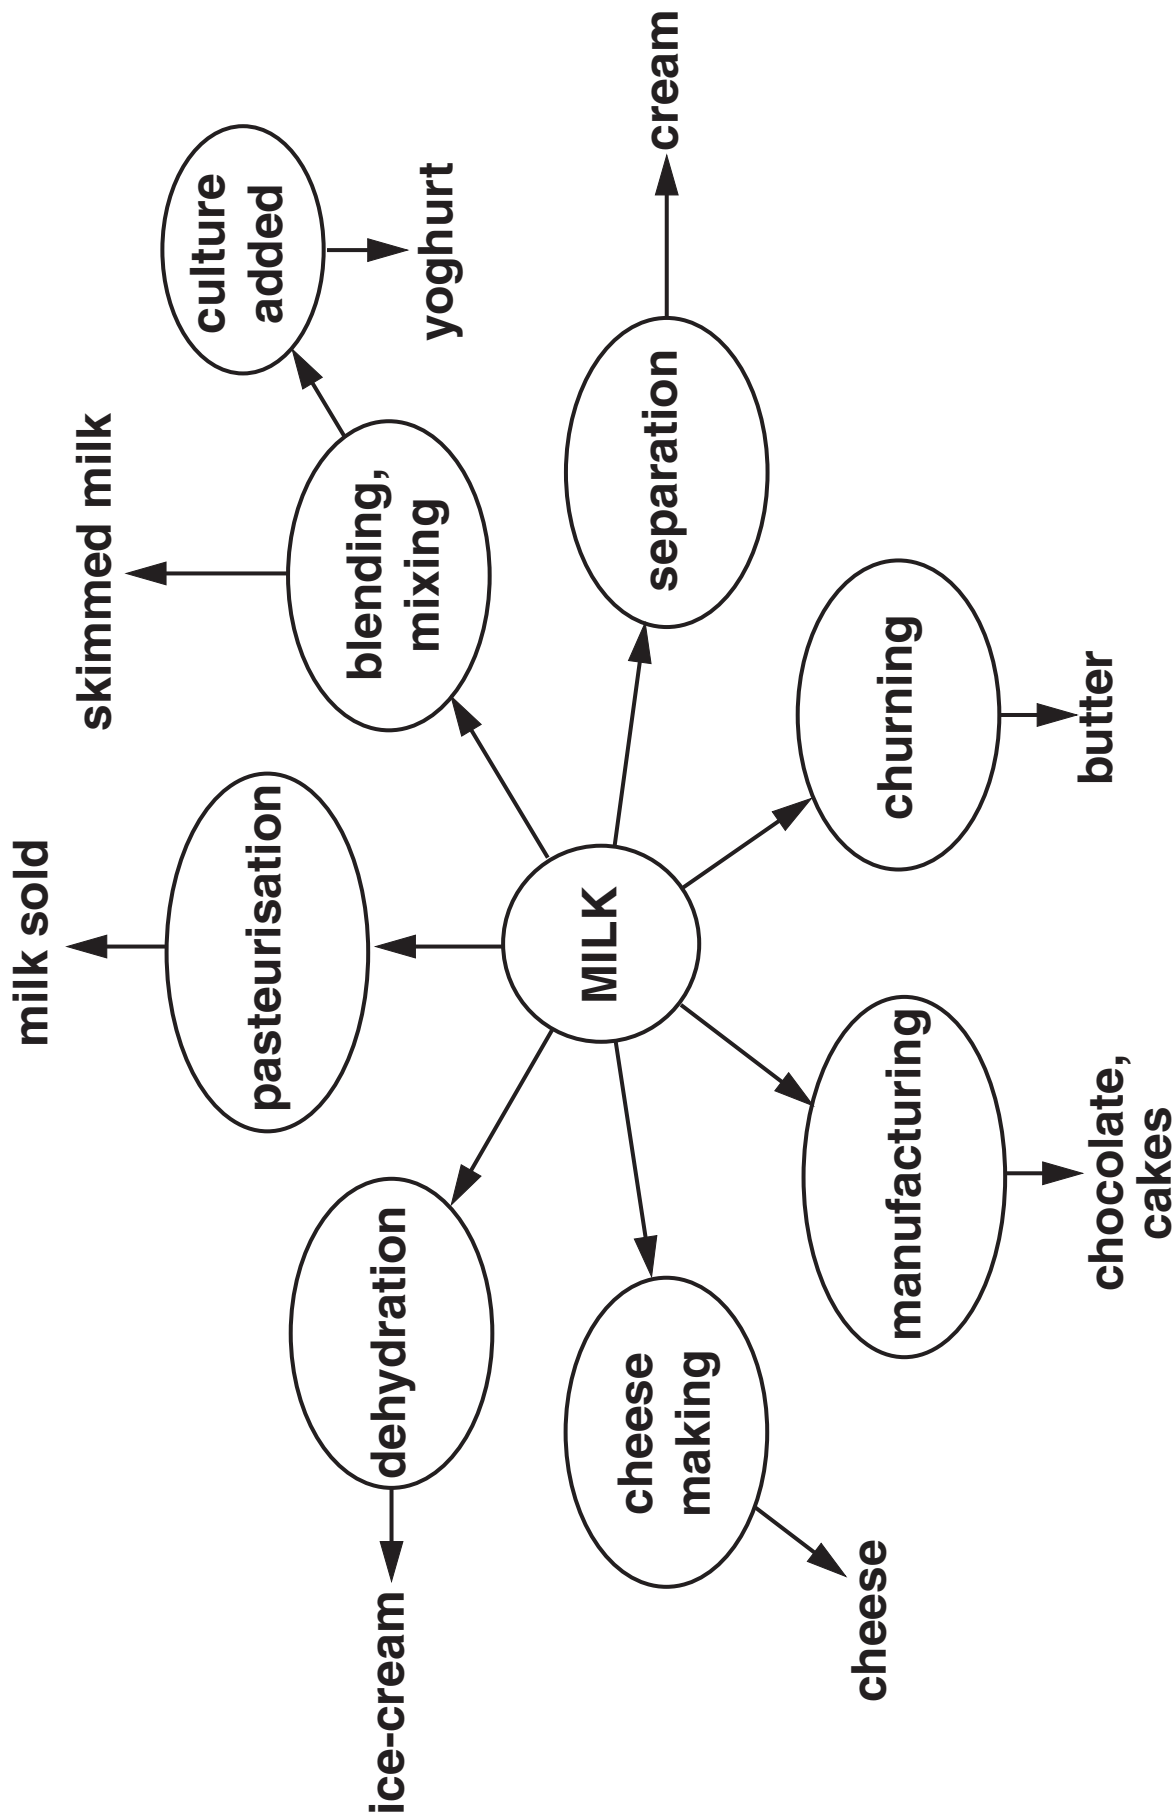 milk sold
skimmed milk
pasteurisation
culture
added
blending,
mixing
dehydration
ice-cream
yoghurt
MILK
cheese
making
separation
cream
cheese
manufacturing
churning
chocolate,
cakes
butter